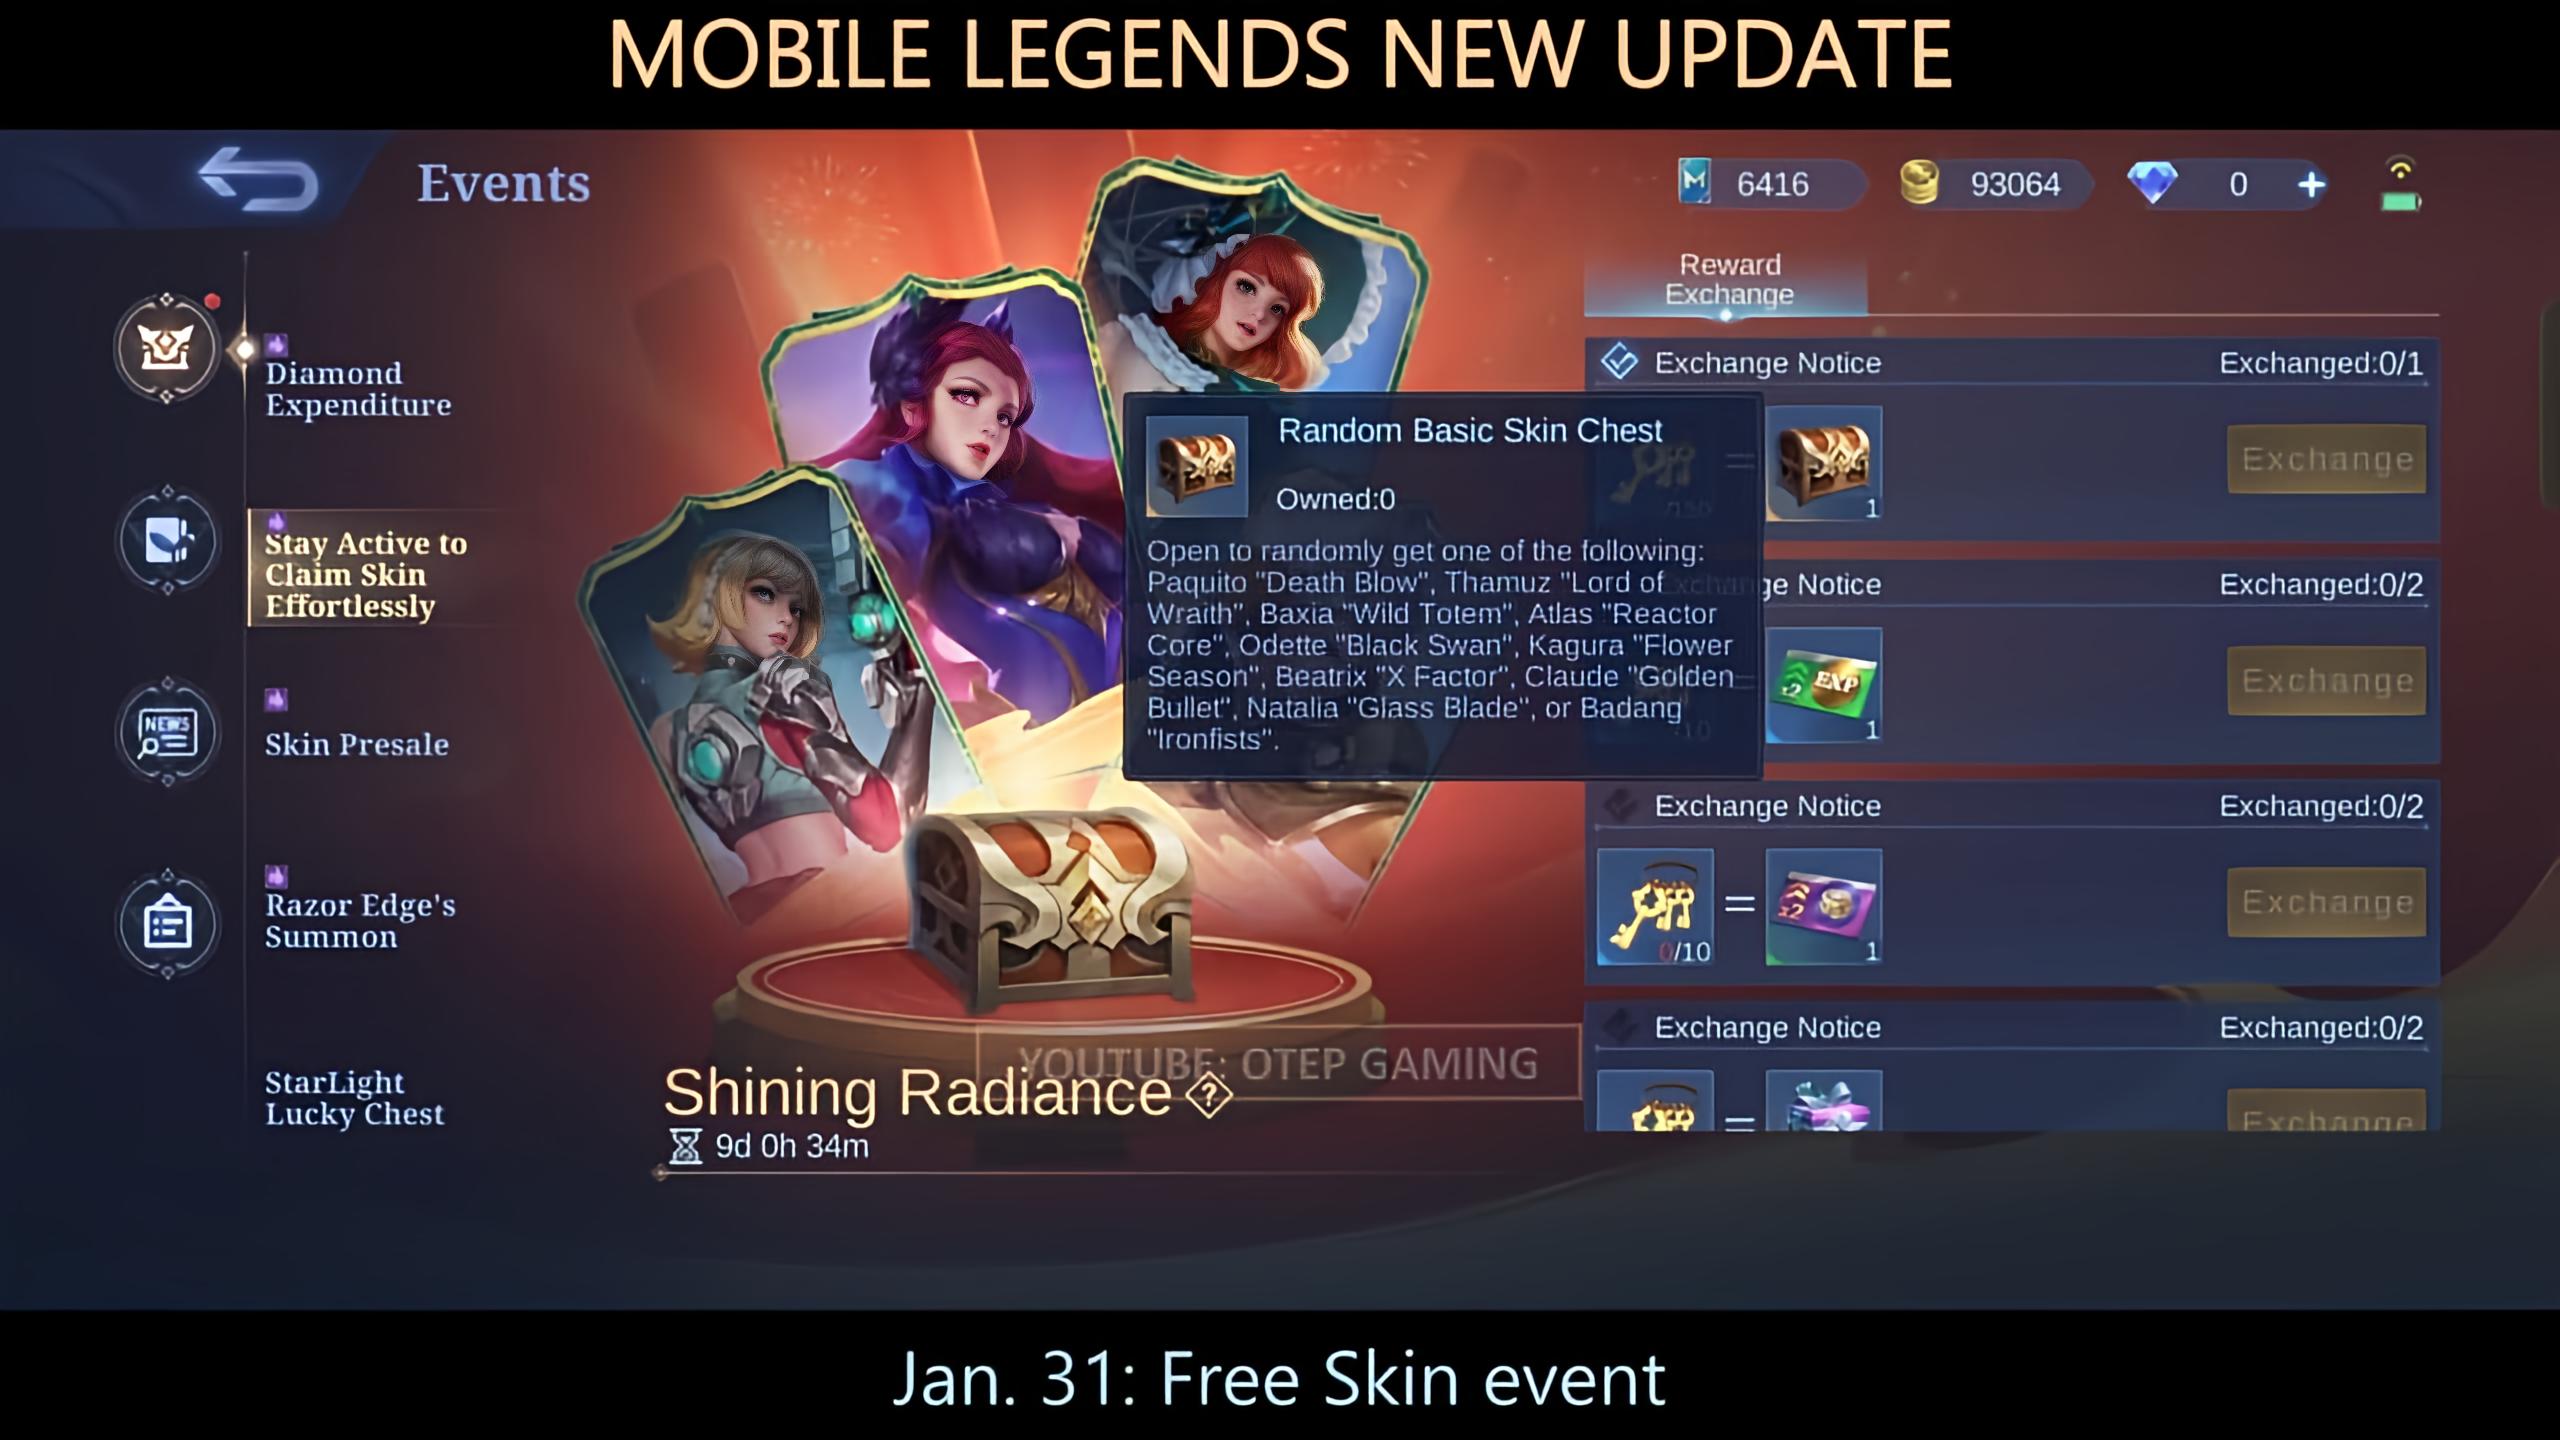 MOBILE LEGENDS NEW UPDATE
Events
6416
93064
0
Diamond
Expenditure
Stay Active to
Claim Skin
Effortlessly
NEWS
Skin Presale
Razor Edge's
Summon
StarLight
Lucky Chest
Reward
Exchange
Exchange Notice
Exchanged:0/1
1
Exchange
Random Basic Skin Chest
Owned:0
Open to randomly get one of the following:
Paquito "Death Blow", Thamuz "Lord of
Wraith", Baxia "Wild Totem", Atlas "Reactor
Core", Odette "Black Swan", Kagura "Flower
Season", Beatrix "X Factor", Claude "Golden
Bullet", Natalia "Glass Blade", or Badang
"Ironfists".
Notice
Exchanged:0/2
x2 EXP
1
Exchange
Exchange Notice
Exchanged:0/2
0/10
=
x2
1
Exchange
Exchange Notice
Exchanged:0/2
=
Exchange
YOUTUBE: OTEP GAMING
Shining Radiance
9d 0h 34m
Jan. 31: Free Skin event